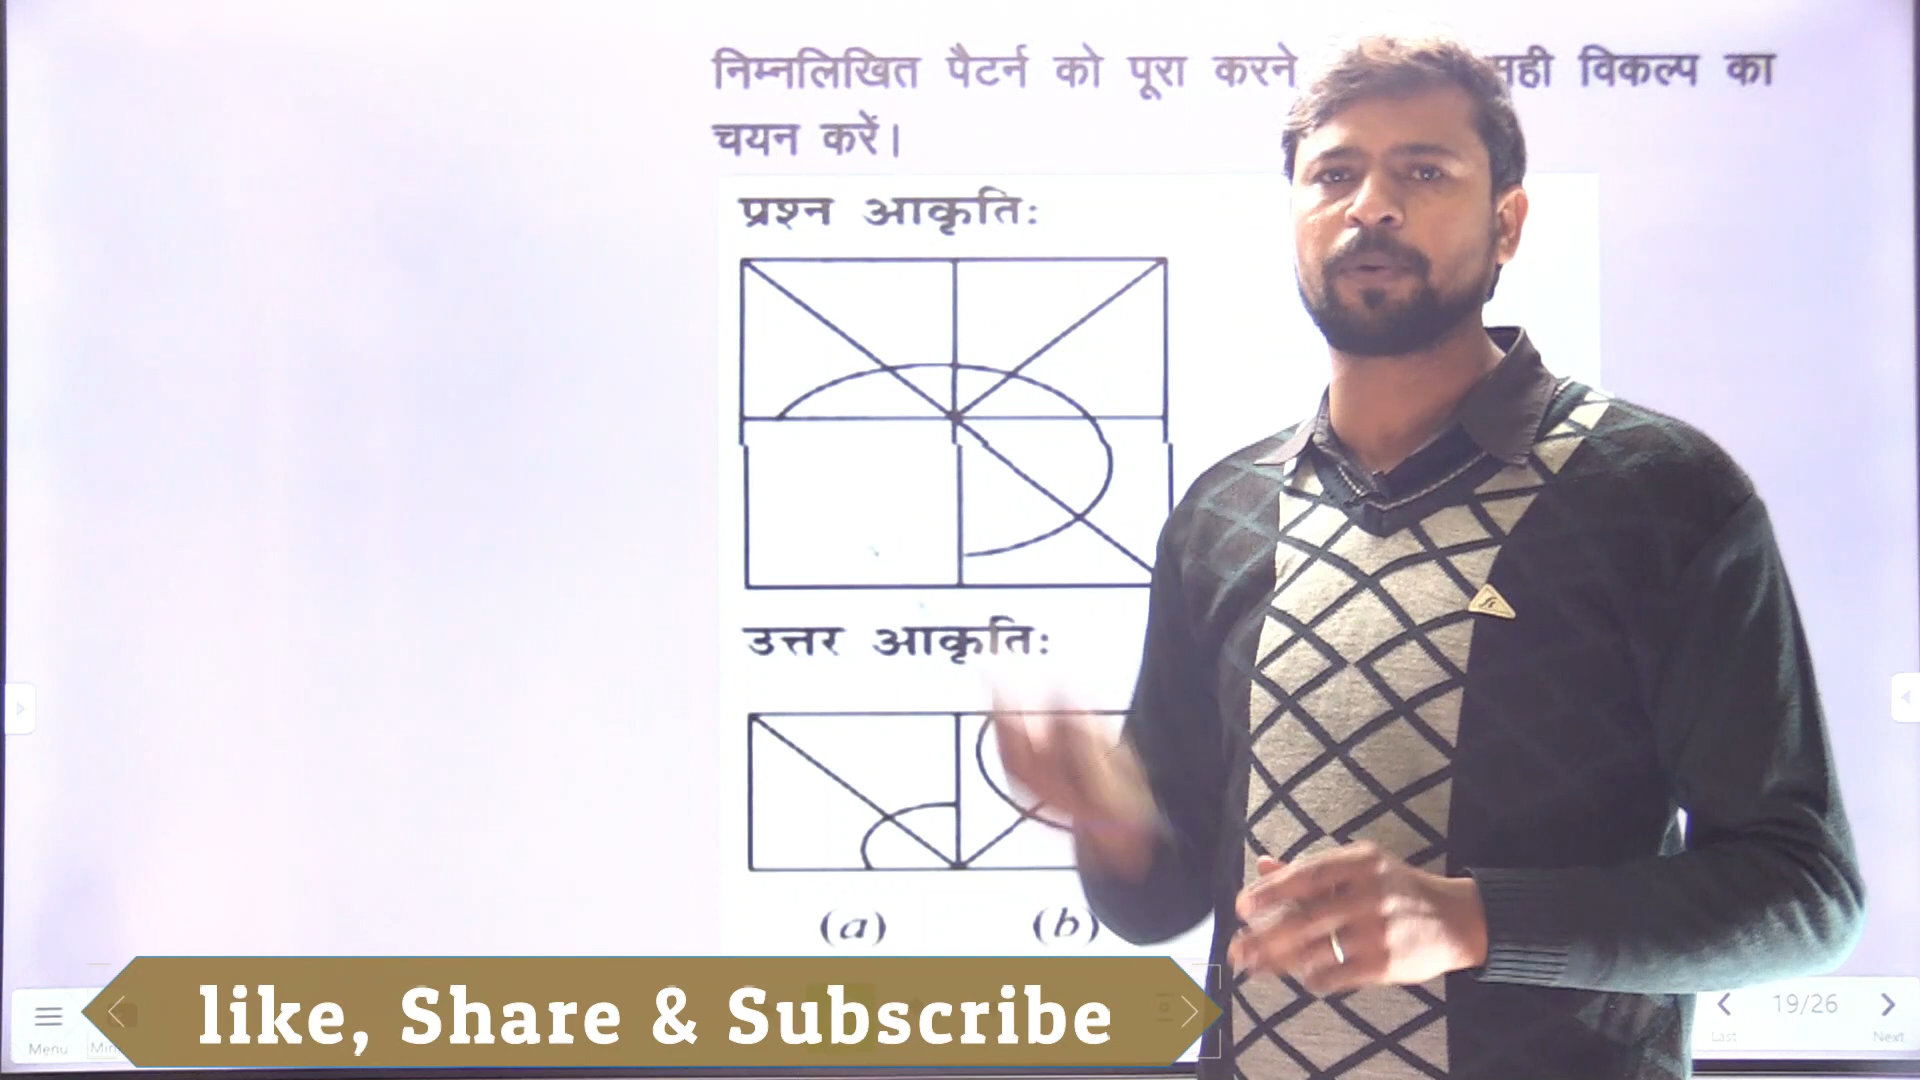 निम्नलिखित पैटर्न को पूरा करने सही विकल्प का
चयन करें।
प्रश्न आकृति:
उत्तर आकृति:
(a) (b)
like, Share & Subscribe
Menu
19/26
Last Next